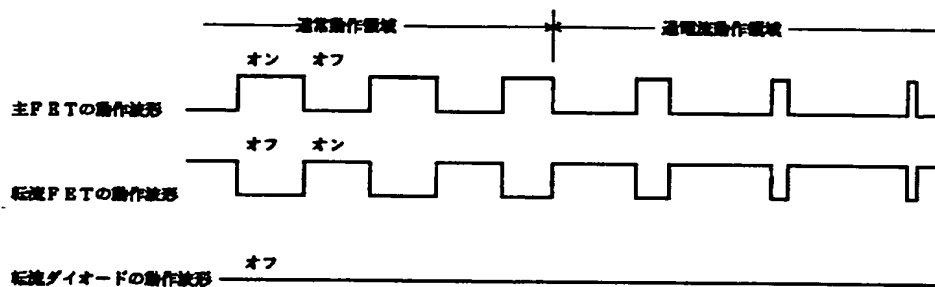 通常動作領域 過電流動作領域
オン オフ
主FETの動作波形
オフ オン
転流FETの動作波形
オフ
転流ダイオードの動作波形